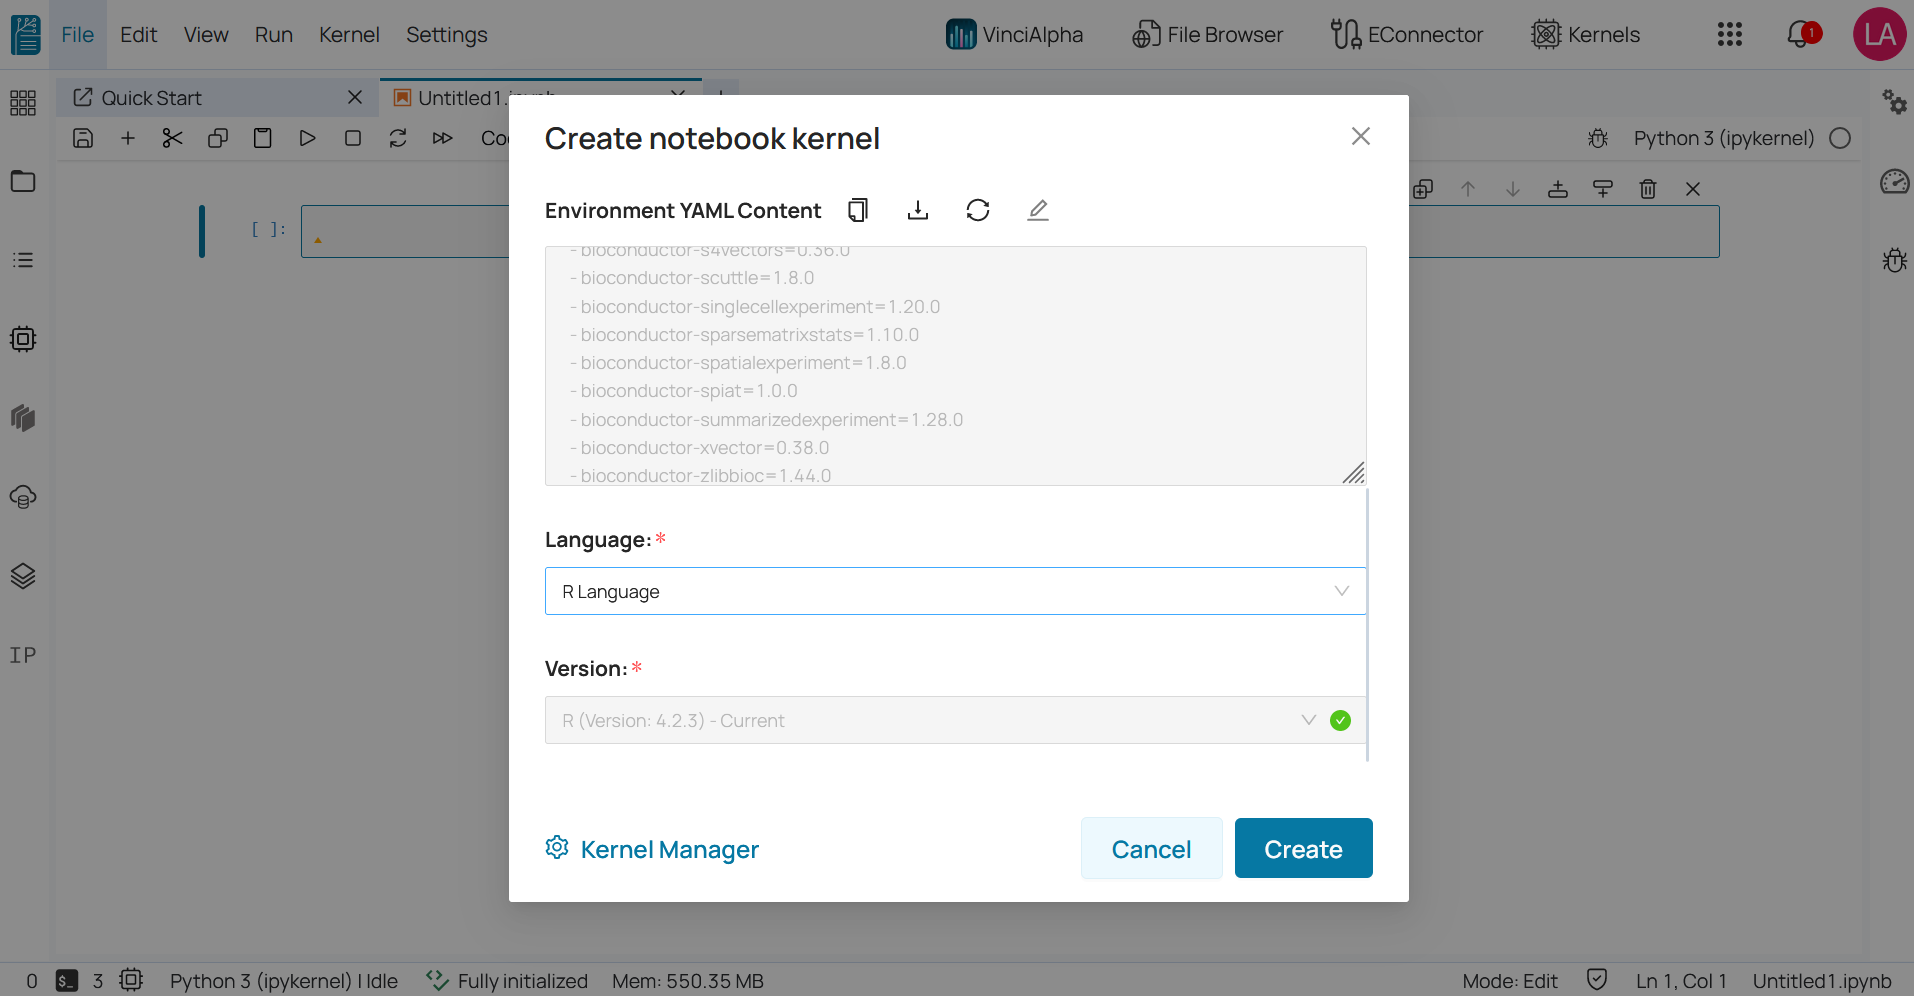 File Edit View Run Kernel Settings VinciAlpha File Browser EConnector Kernels 1 LA
Quick Start Untitled1.ipynb
Python 3 (ipykernel)
[ ]:
IP
Create notebook kernel
Environment YAML Content
- bioconductor-s4vectors=0.36.0
- bioconductor-scuttle=1.8.0
- bioconductor-singlecellexperiment=1.20.0
- bioconductor-sparsematrixstats=1.10.0
- bioconductor-spatialexperiment=1.8.0
- bioconductor-spiat=1.0.0
- bioconductor-summarizedexperiment=1.28.0
- bioconductor-xvector=0.38.0
- bioconductor-zlibbioc=1.44.0
Language:*
R Language
Version:*
R (Version: 4.2.3) - Current
Kernel Manager Cancel Create
0 $_ 3 Python 3 (ipykernel) | Idle Fully initialized Mem: 550.35 MB Mode: Edit Ln 1, Col 1 Untitled1.ipynb